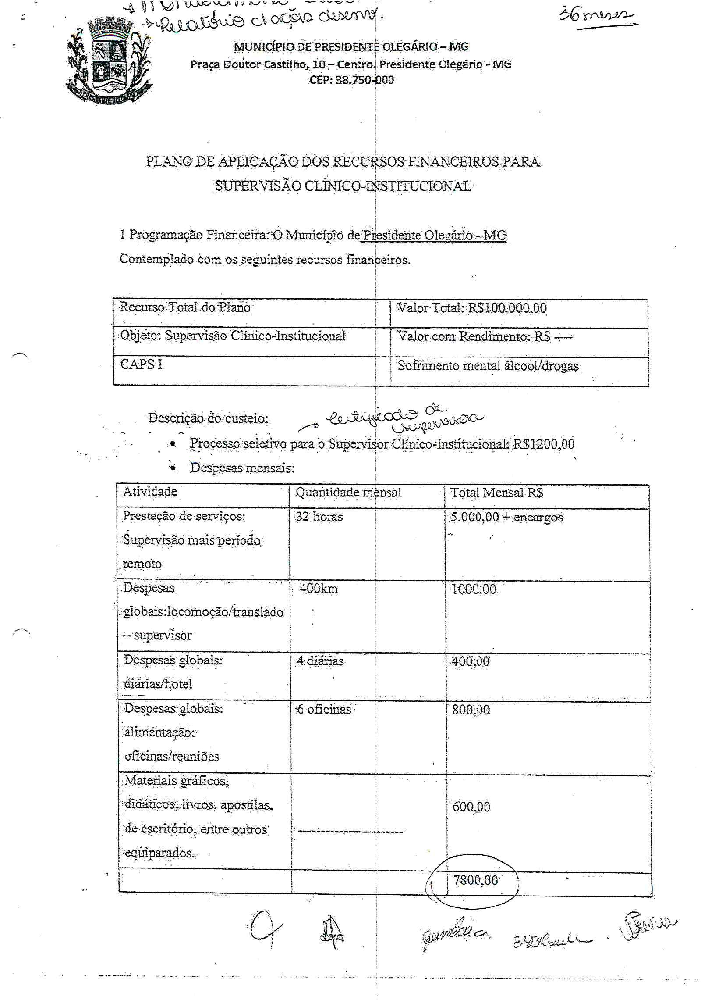 → Relatório c/ ações desenv.
36 meses
MUNICÍPIO DE PRESIDENTE OLEGÁRIO – MG
Praça Doutor Castilho, 10 – Centro. Presidente Olegário - MG
CEP: 38.750-000
PRESIDENTE OLEGÁRIO
PLANO DE APLICAÇÃO DOS RECURSOS FINANCEIROS PARA
SUPERVISÃO CLÍNICO-INSTITUCIONAL
1 Programação Financeira: O Município de Presidente Olegário - MG
Contemplado com os seguintes recursos financeiros.
Recurso Total do Plano Valor Total: R$100.000,00
Objeto: Supervisão Clínico-Institucional Valor com Rendimento: R$ ----
CAPS I Sofrimento mental álcool/drogas
Descrição do custeio:
→ Certificado de
supervisora
• Processo seletivo para o Supervisor Clínico-Institucional: R$1200,00
• Despesas mensais:
Atividade Quantidade mensal Total Mensal R$
Prestação de serviços: 32 horas 5.000,00 + encargos
Supervisão mais período
remoto
Despesas 400km 1000,00
globais:locomoção/translado
– supervisor
Despesas globais: 4 diárias 400,00
diárias/hotel
Despesas globais: 6 oficinas 800,00
alimentação:
oficinas/reuniões
Materiais gráficos,
didáticos, livros, apostilas, 600,00
de escritório, entre outros ----------------------
equiparados.
7800,00